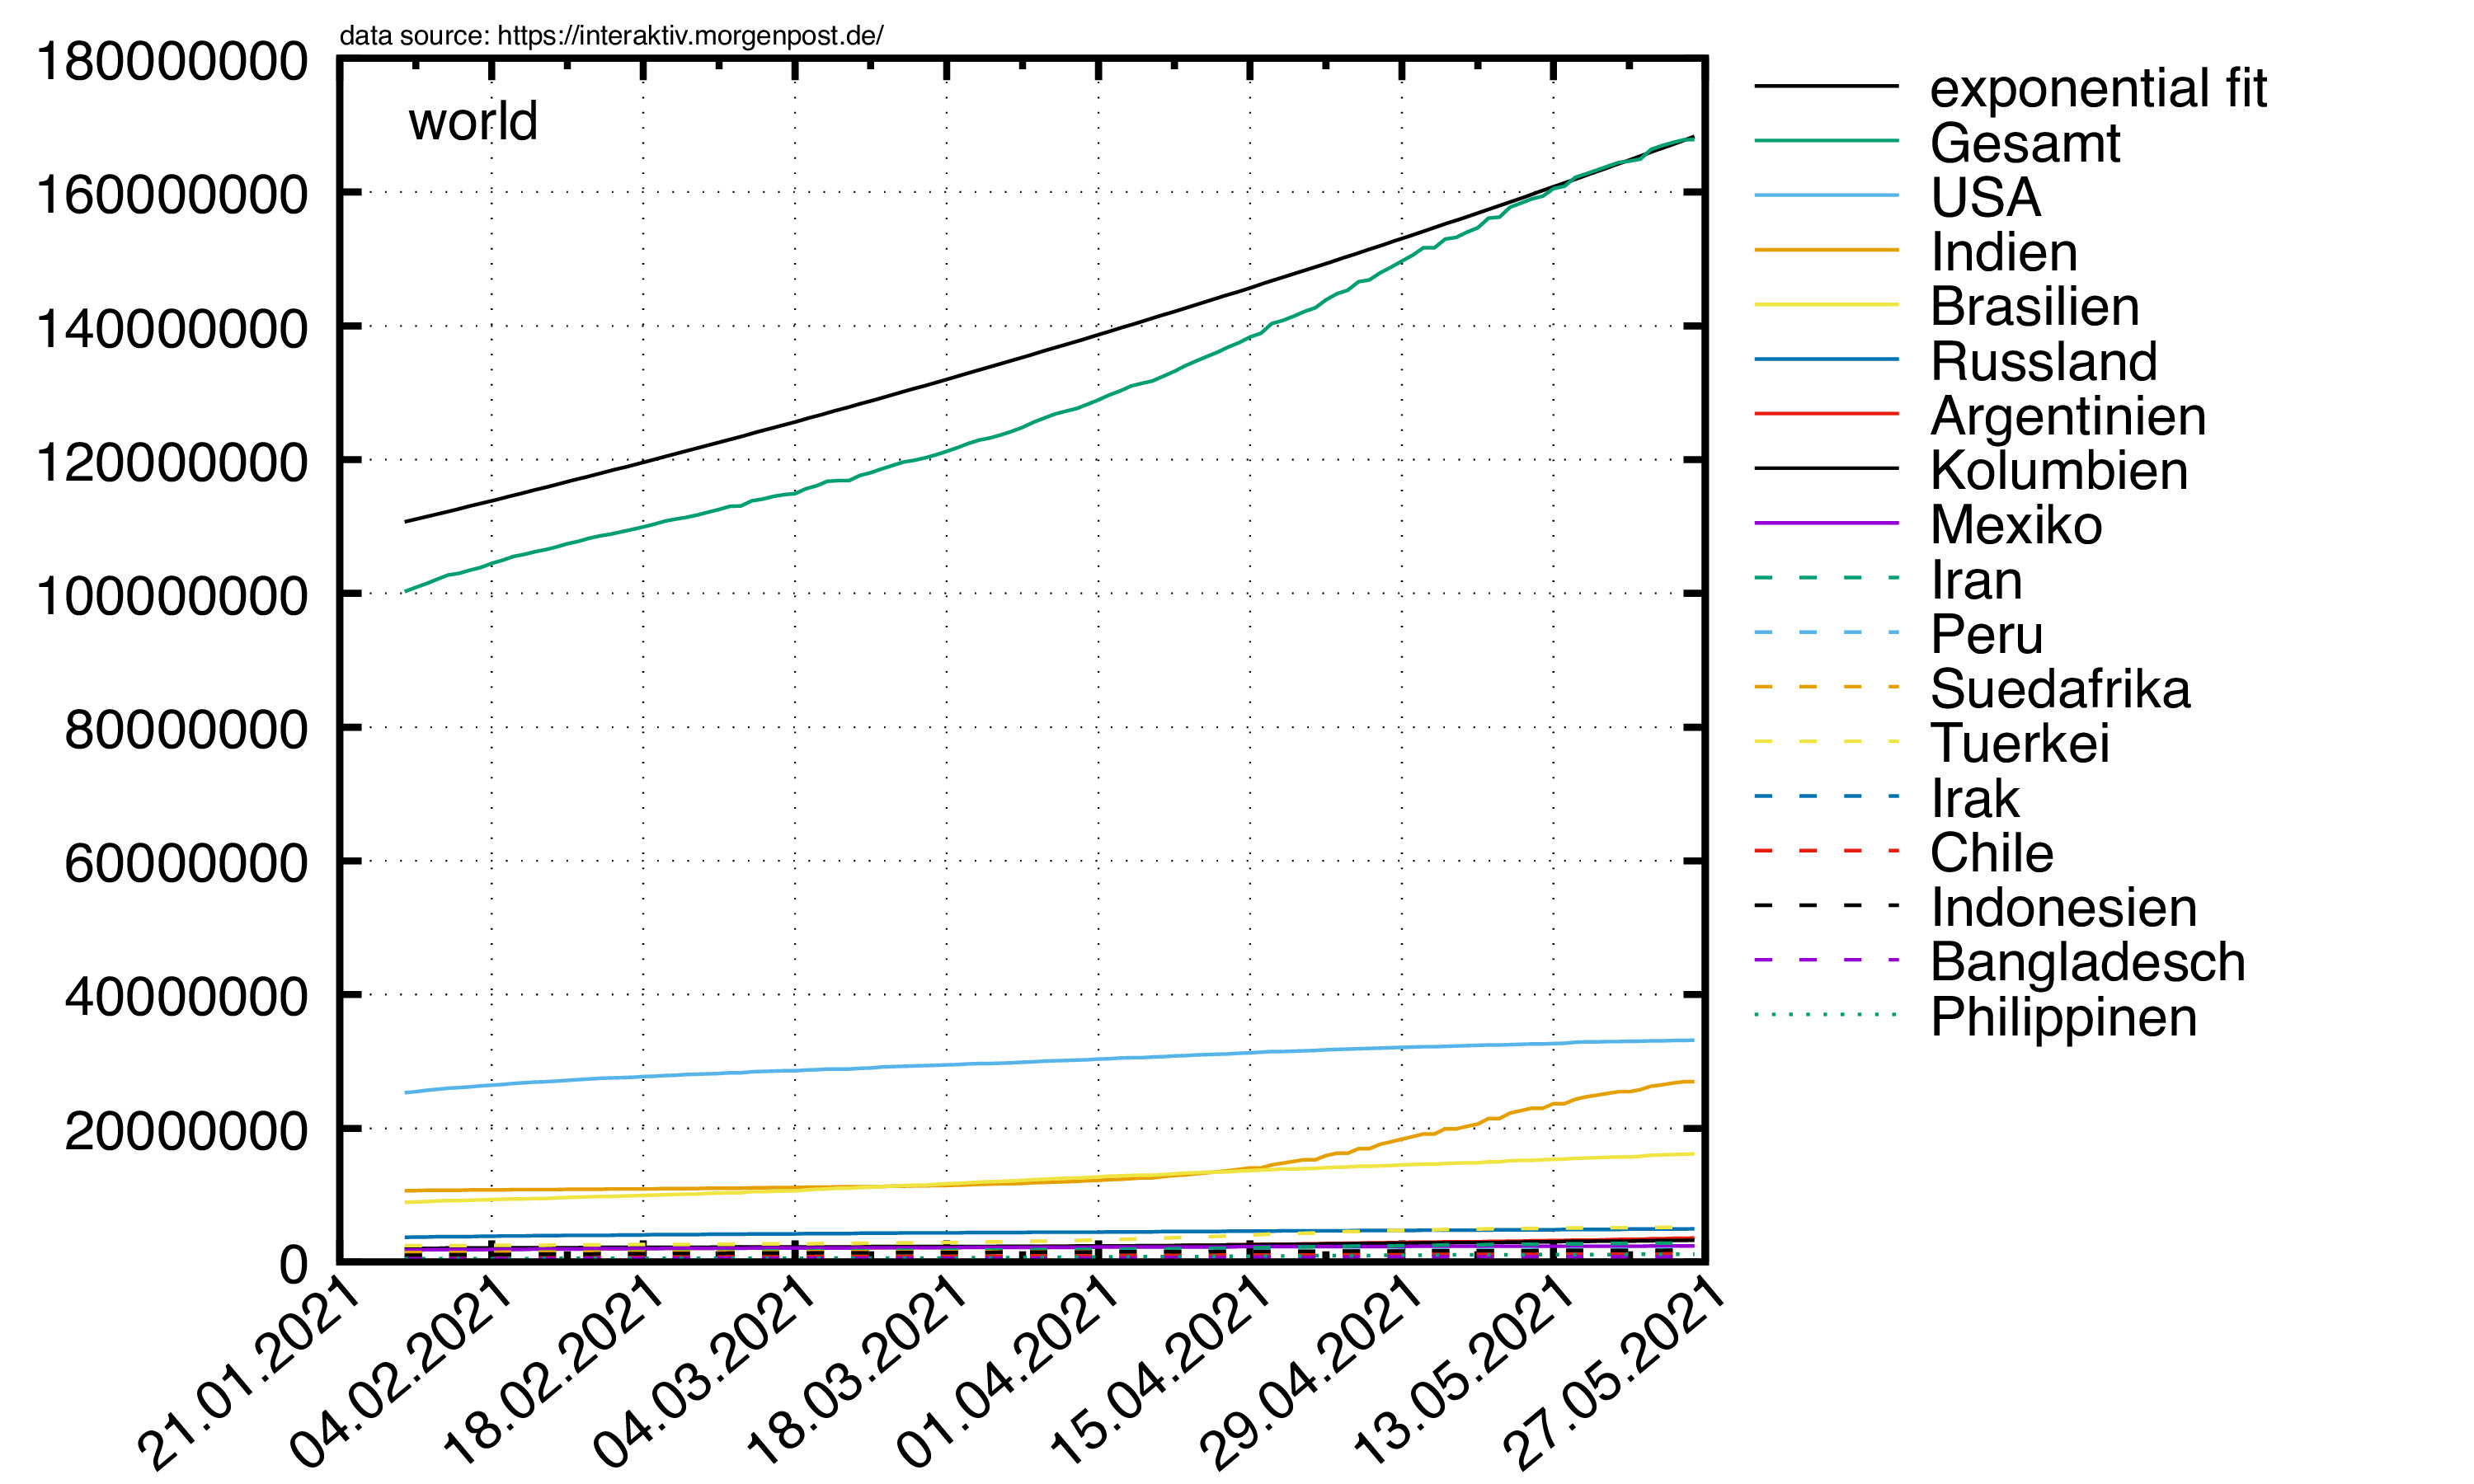 data source: https://interaktiv.morgenpost.de/
world
180000000
160000000
140000000
120000000
100000000
80000000
60000000
40000000
20000000
0
21.01.2021
04.02.2021
18.02.2021
04.03.2021
18.03.2021
01.04.2021
15.04.2021
29.04.2021
13.05.2021
27.05.2021
exponential fit
Gesamt
USA
Indien
Brasilien
Russland
Argentinien
Kolumbien
Mexiko
Iran
Peru
Suedafrika
Tuerkei
Irak
Chile
Indonesien
Bangladesch
Philippinen